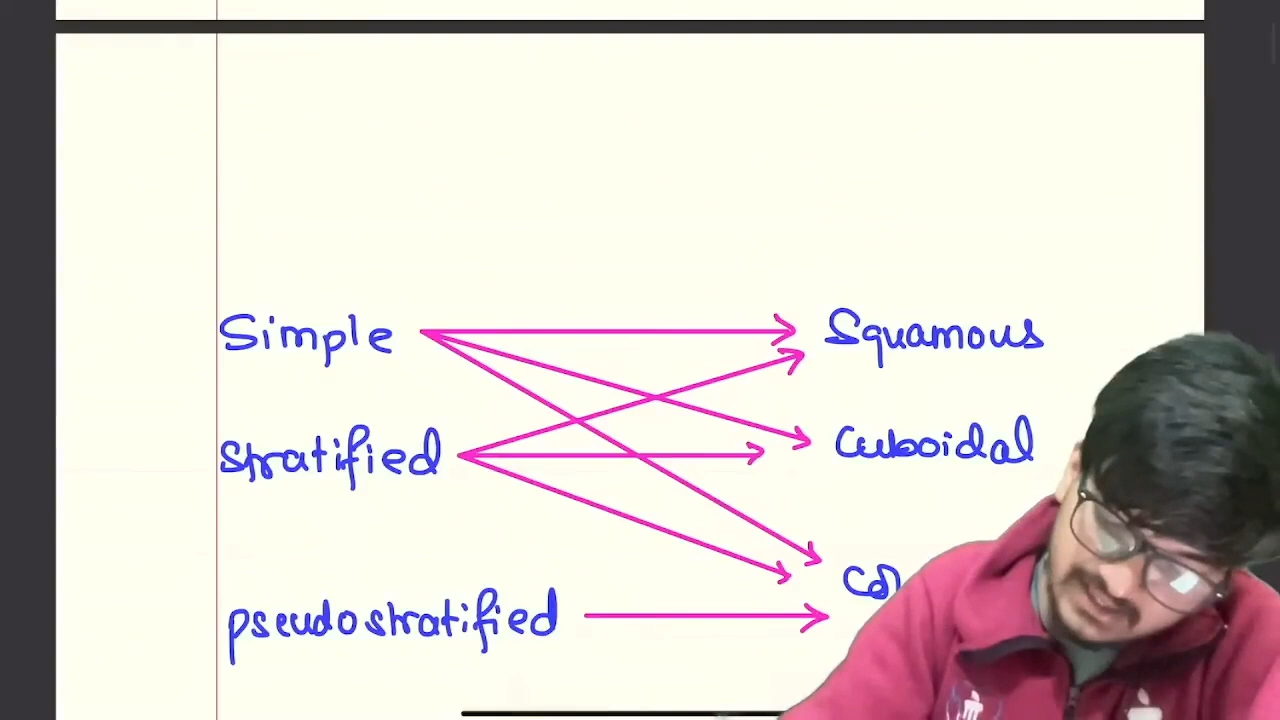 Simple
Squamous
stratified
cuboidal
pseudostratified